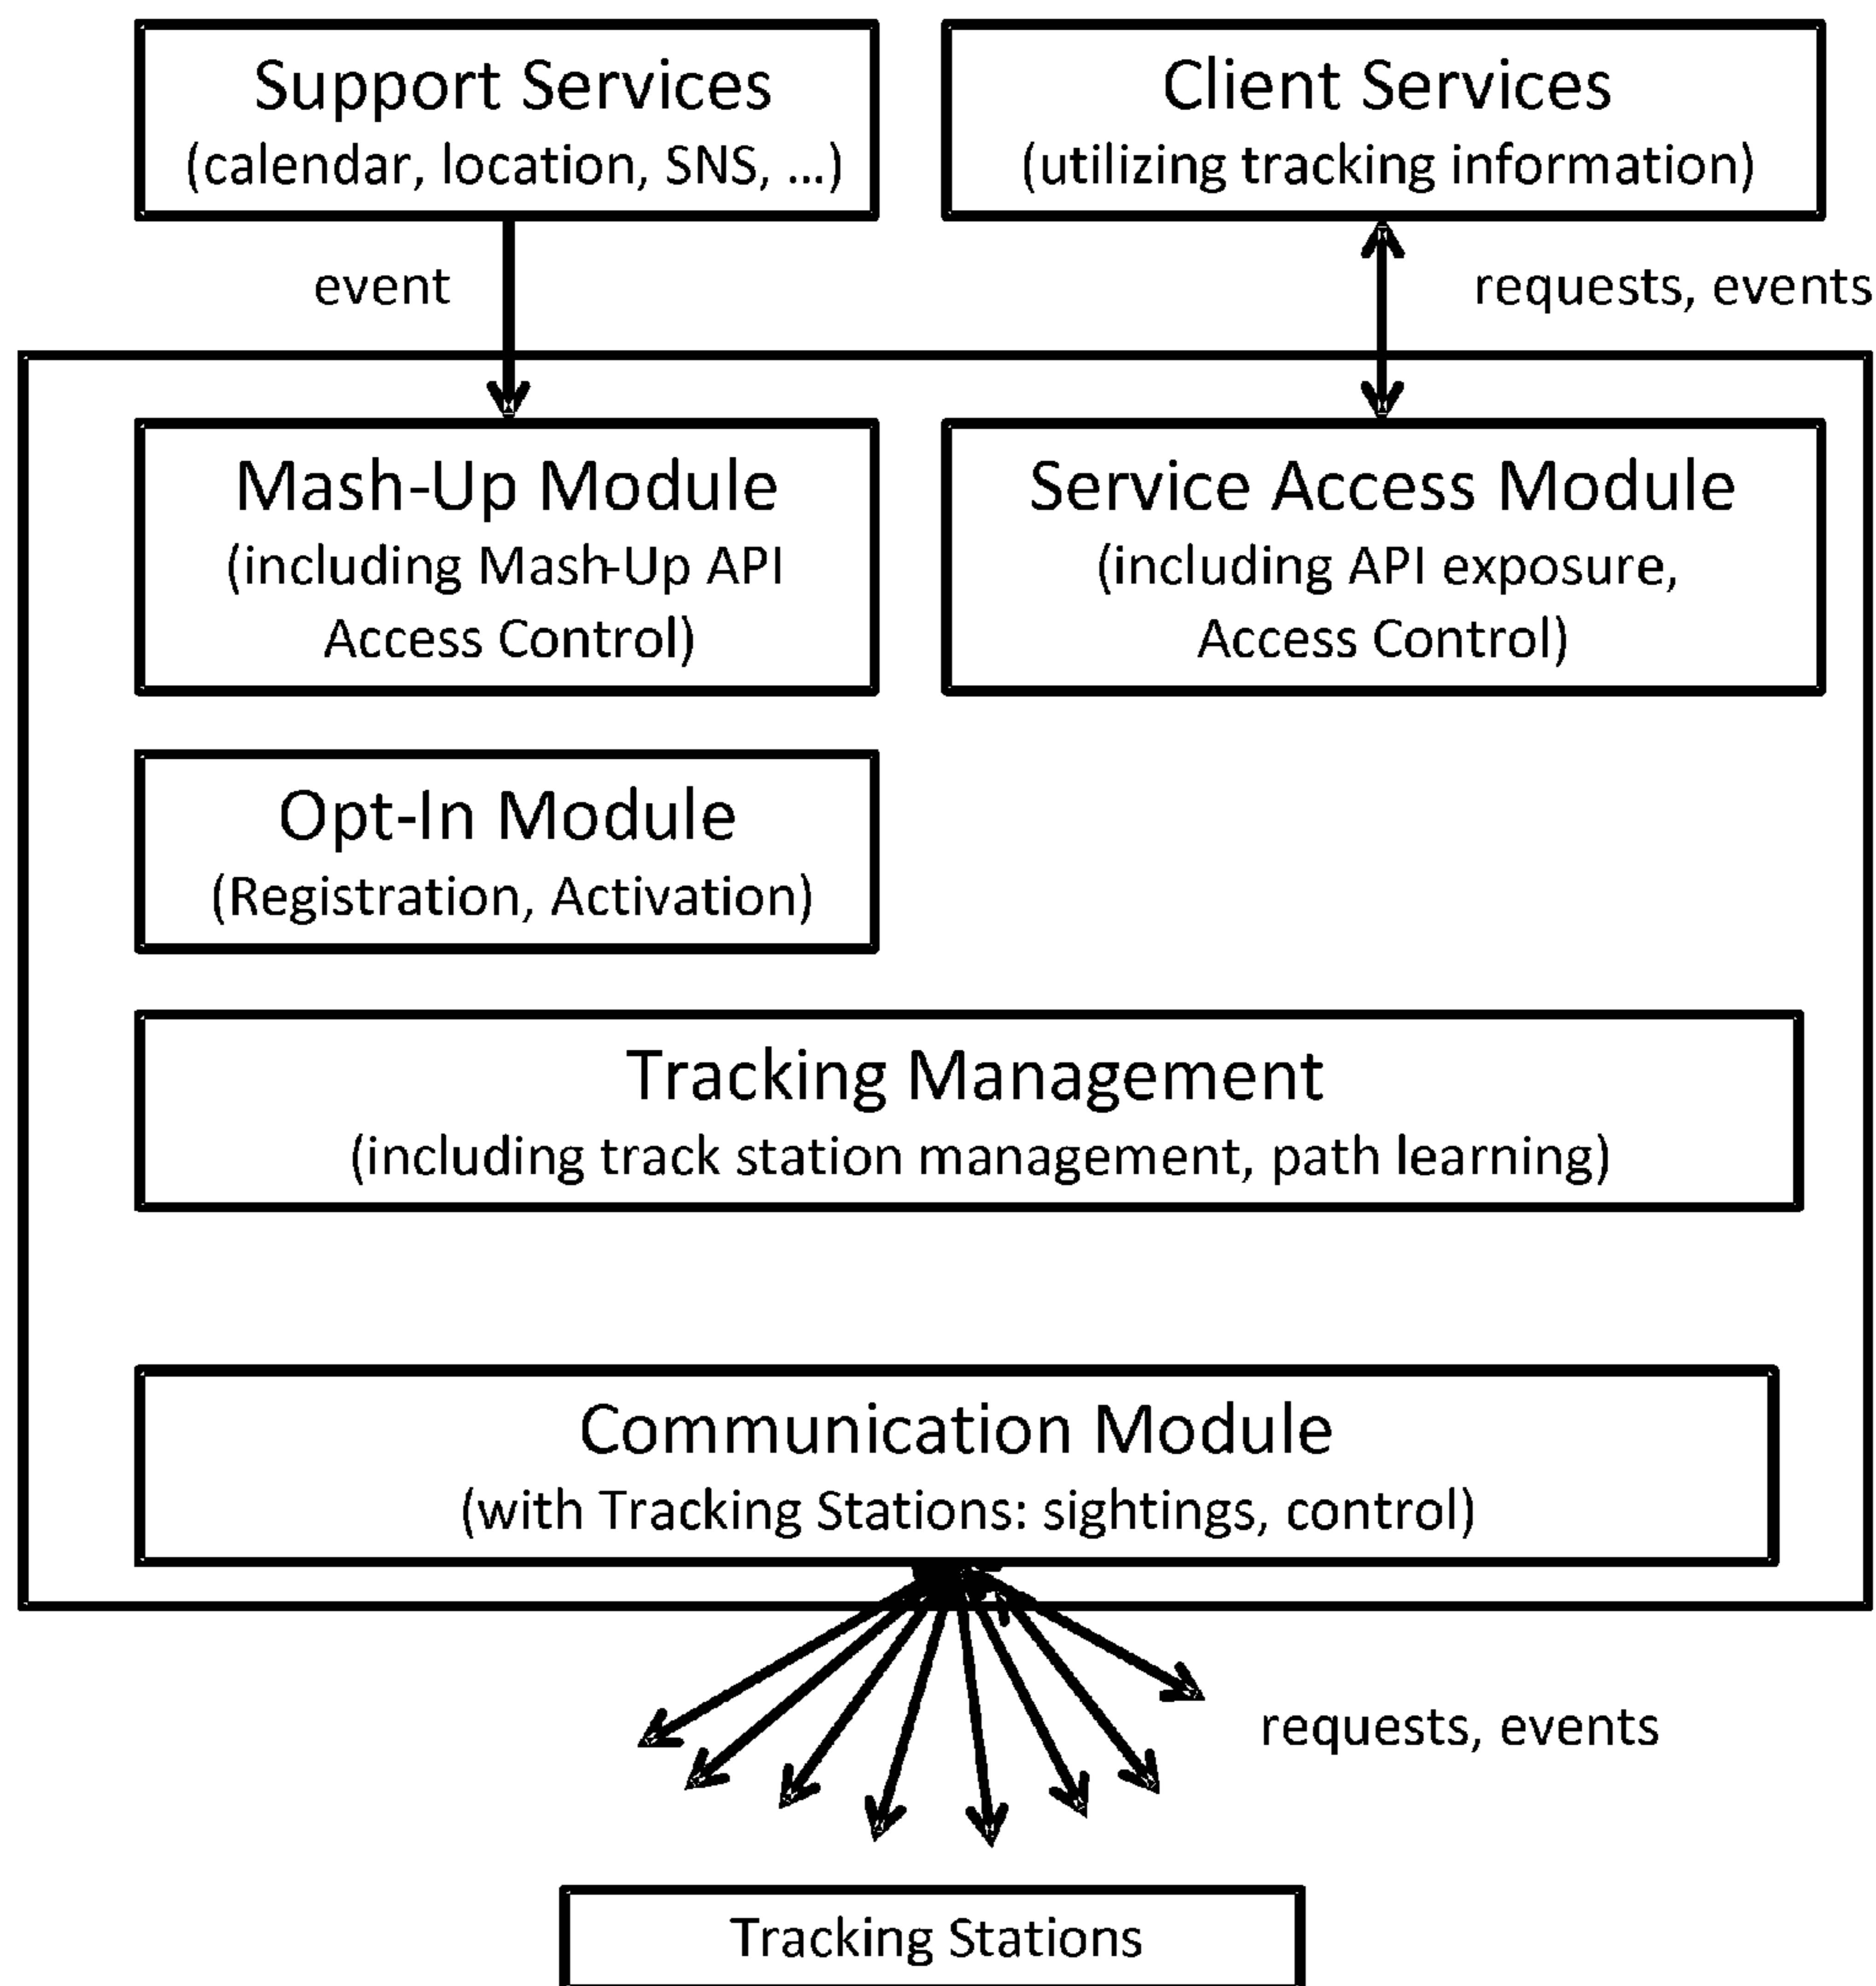 Support Services
(calendar, location, SNS, ...)
Client Services
(utilizing tracking information)
event
requests, events
Mash-Up Module
(including Mash-Up API
Access Control)
Service Access Module
(including API exposure,
Access Control)
Opt-In Module
(Registration, Activation)
Tracking Management
(including track station management, path learning)
Communication Module
(with Tracking Stations: sightings, control)
requests, events
Tracking Stations